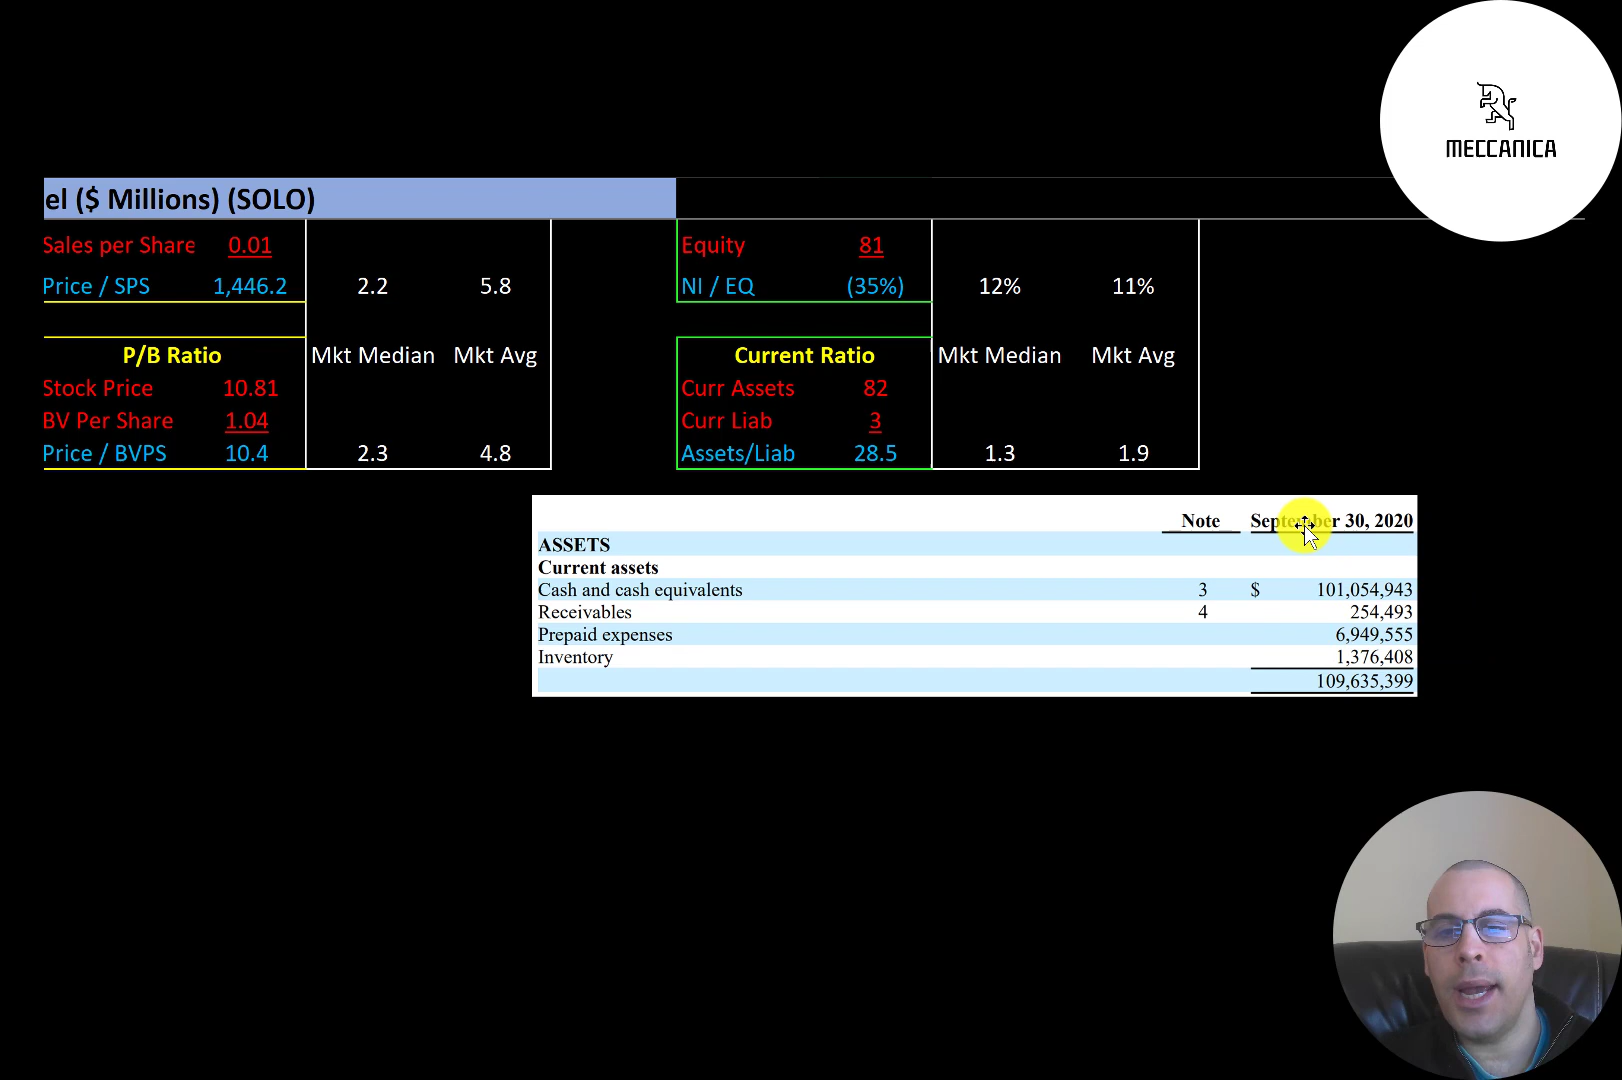 MECCANICA
el ($ Millions) (SOLO)
Sales per Share 0.01
Price / SPS 1,446.2 2.2 5.8
P/B Ratio Mkt Median Mkt Avg
Stock Price 10.81
BV Per Share 1.04
Price / BVPS 10.4 2.3 4.8
Equity 81
NI / EQ (35%) 12% 11%
Current Ratio Mkt Median Mkt Avg
Curr Assets 82
Curr Liab 3
Assets/Liab 28.5 1.3 1.9
Note September 30, 2020
ASSETS
Current assets
Cash and cash equivalents 3 $ 101,054,943
Receivables 4 254,493
Prepaid expenses 6,949,555
Inventory 1,376,408
109,635,399